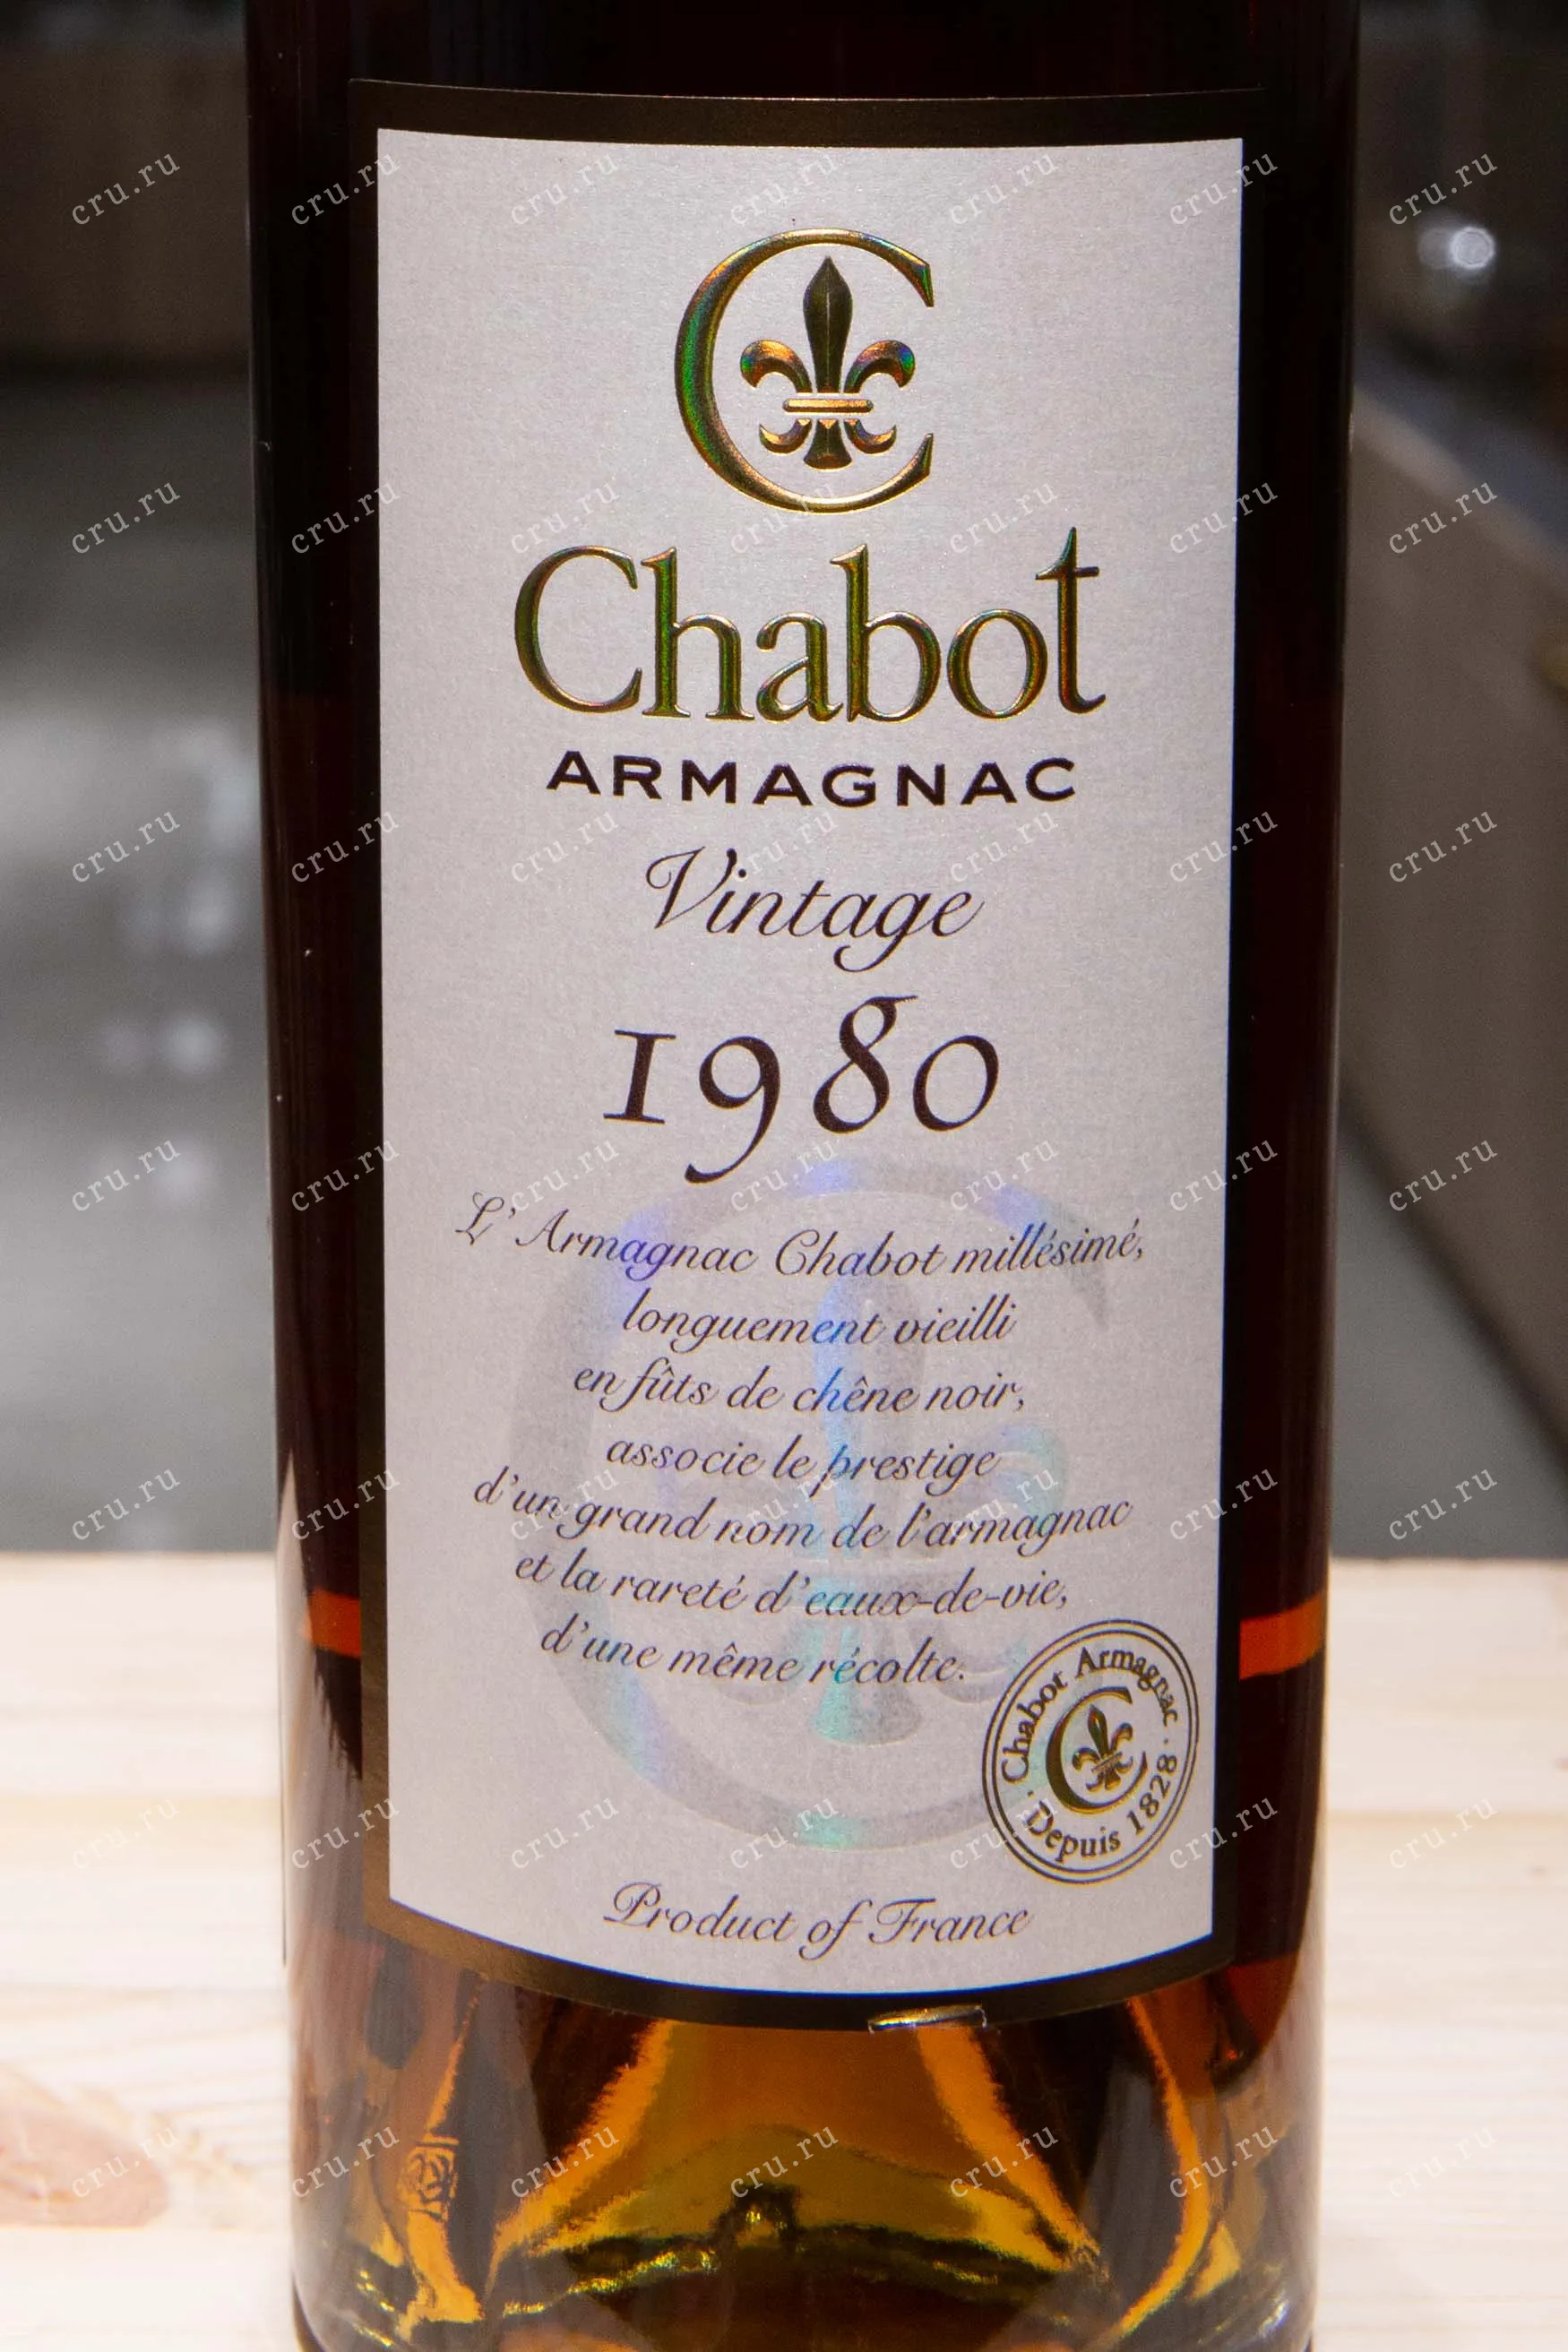 C
Chabot
ARMAGNAC
Vintage
1980
L'Armagnac Chabot millésimé,
longuement vieilli
en fûts de chêne noir,
associe le prestige
d'un grand nom de l'armagnac
et la rareté d'eaux-de-vie,
d'une même récolte.
Chabot Armagnac
C
· Depuis 1828 ·
Product of France
cru.ru